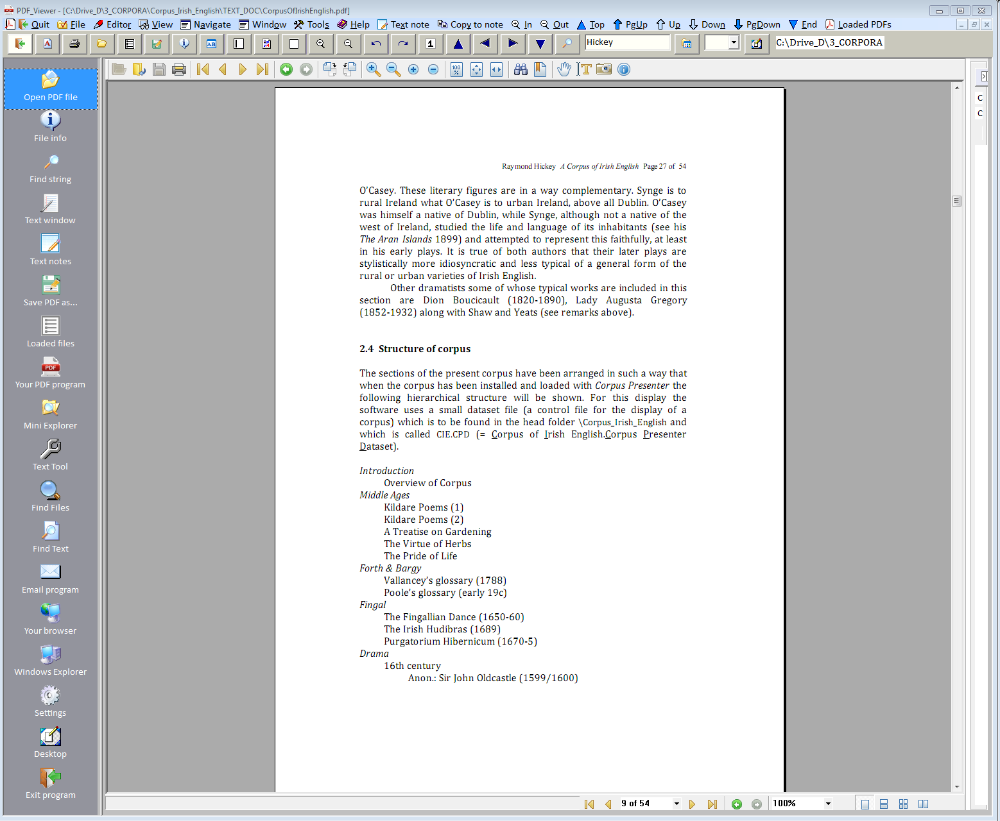 PDF_Viewer - [C:\Drive_D\3_CORPORA\Corpus_Irish_English\TEXT_DOC\CorpusOfIrishEnglish.pdf]
Quit File Editor View Navigate Window Tools Help Text note Copy to note In Out Top PgUp Up Down PgDown End Loaded PDFs
1 Hickey C:\Drive_D\3_CORPORA
Open PDF file
File info
Find string
Text window
Text notes
Save PDF as...
Loaded files
Your PDF program
Mini Explorer
Text Tool
Find Files
Find Text
Email program
Your browser
Windows Explorer
Settings
Desktop
Exit program
C
C
Raymond Hickey A Corpus of Irish English Page 27 of 54
O’Casey. These literary figures are in a way complementary. Synge is to
rural Ireland what O’Casey is to urban Ireland, above all Dublin. O’Casey
was himself a native of Dublin, while Synge, although not a native of the
west of Ireland, studied the life and language of its inhabitants (see his
The Aran Islands 1899) and attempted to represent this faithfully, at least
in his early plays. It is true of both authors that their later plays are
stylistically more idiosyncratic and less typical of a general form of the
rural or urban varieties of Irish English.
Other dramatists some of whose typical works are included in this
section are Dion Boucicault (1820-1890), Lady Augusta Gregory
(1852-1932) along with Shaw and Yeats (see remarks above).
2.4 Structure of corpus
The sections of the present corpus have been arranged in such a way that
when the corpus has been installed and loaded with Corpus Presenter the
following hierarchical structure will be shown. For this display the
software uses a small dataset file (a control file for the display of a
corpus) which is to be found in the head folder \Corpus_Irish_English and
which is called CIE.CPD (= Corpus of Irish English.Corpus Presenter
Dataset).
Introduction
Overview of Corpus
Middle Ages
Kildare Poems (1)
Kildare Poems (2)
A Treatise on Gardening
The Virtue of Herbs
The Pride of Life
Forth & Bargy
Vallancey’s glossary (1788)
Poole’s glossary (early 19c)
Fingal
The Fingallian Dance (1650-60)
The Irish Hudibras (1689)
Purgatorium Hibernicum (1670-5)
Drama
16th century
Anon.: Sir John Oldcastle (1599/1600)
9 of 54 100%